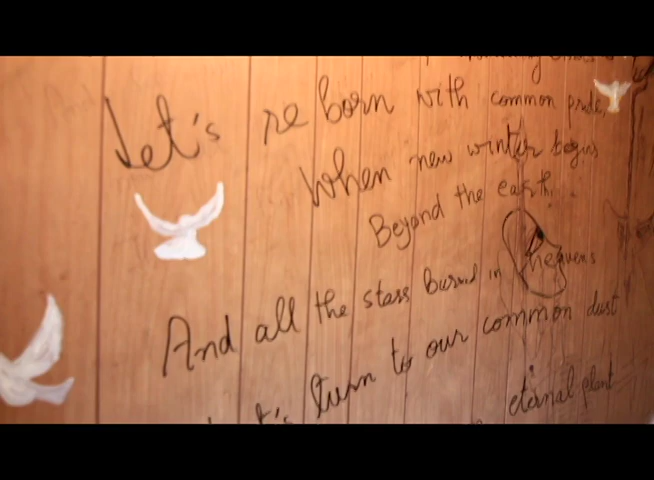 Let's re born with common pride,
When new winter begins
Beyond the earth..
And all the stars burned in heavens
turn to our common dust
eternal plant